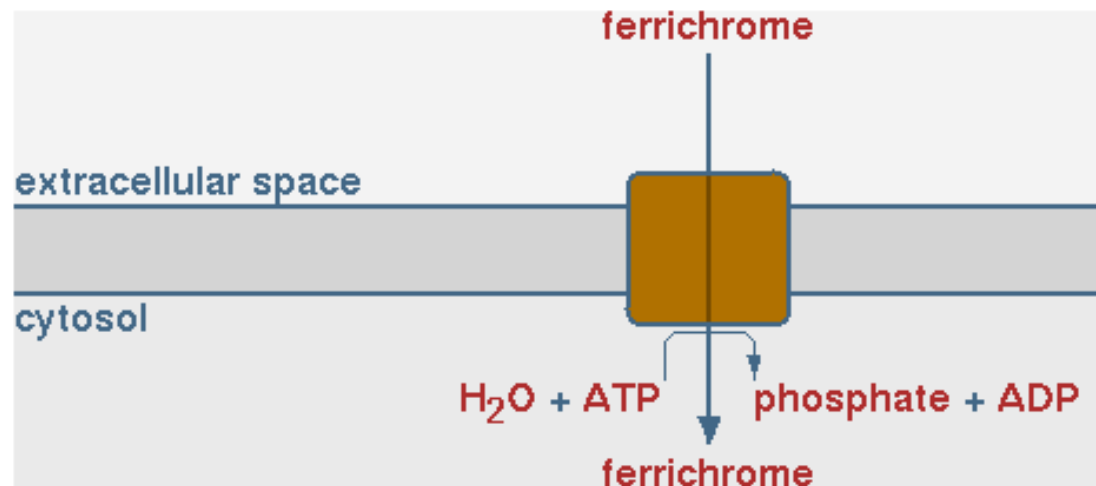 ferrichrome
extracellular space
cytosol
H₂O + ATP phosphate + ADP
ferrichrome